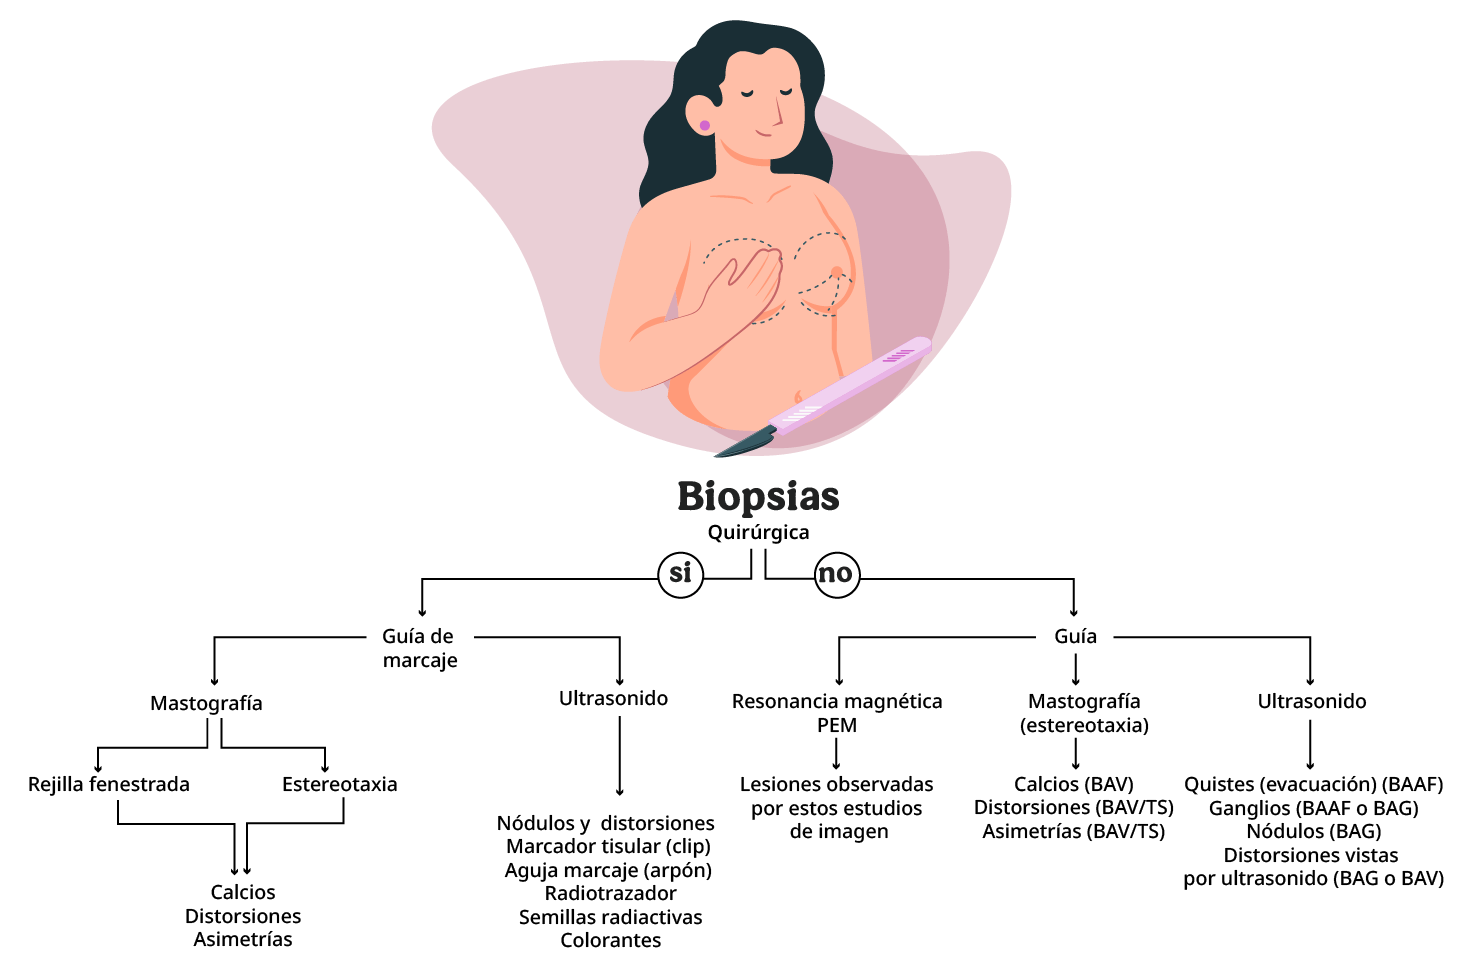 Biopsias
Quirúrgica
si
no
Guía de
marcaje
Guía
Mastografía
Ultrasonido
Resonancia magnética
PEM
Mastografía
(estereotaxia)
Ultrasonido
Rejilla fenestrada
Estereotaxia
Calcios
Distorsiones
Asimetrías
Nódulos y distorsiones
Marcador tisular (clip)
Aguja marcaje (arpón)
Radiotrazador
Semillas radiactivas
Colorantes
Lesiones observadas
por estos estudios
de imagen
Calcios (BAV)
Distorsiones (BAV/TS)
Asimetrías (BAV/TS)
Quistes (evacuación) (BAAF)
Ganglios (BAAF o BAG)
Nódulos (BAG)
Distorsiones vistas
por ultrasonido (BAG o BAV)